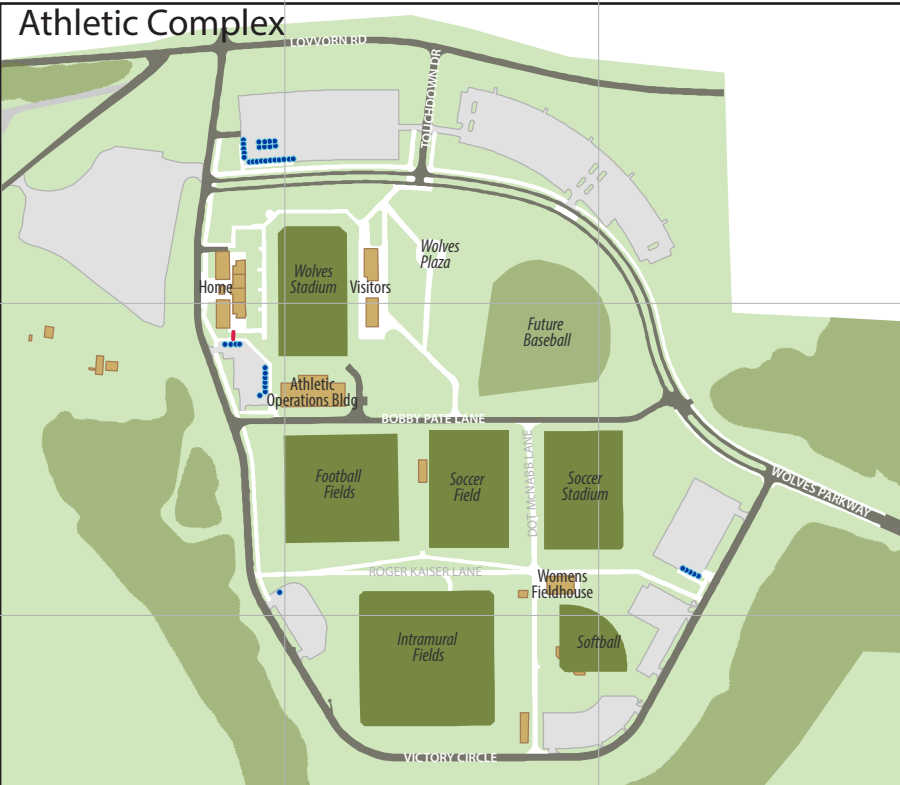 Athletic Complex
LOVVORN RD
TOUCHDOWN DR
Wolves
Plaza
Wolves
Stadium
Home
Visitors
Future
Baseball
Athletic
Operations Bldg
BOBBY PATE LANE
Football
Fields
Soccer
Field
DOT McNABB LANE
Soccer
Stadium
WOLVES PARKWAY
ROGER KAISER LANE
Womens
Fieldhouse
Intramural
Fields
Softball
VICTORY CIRCLE